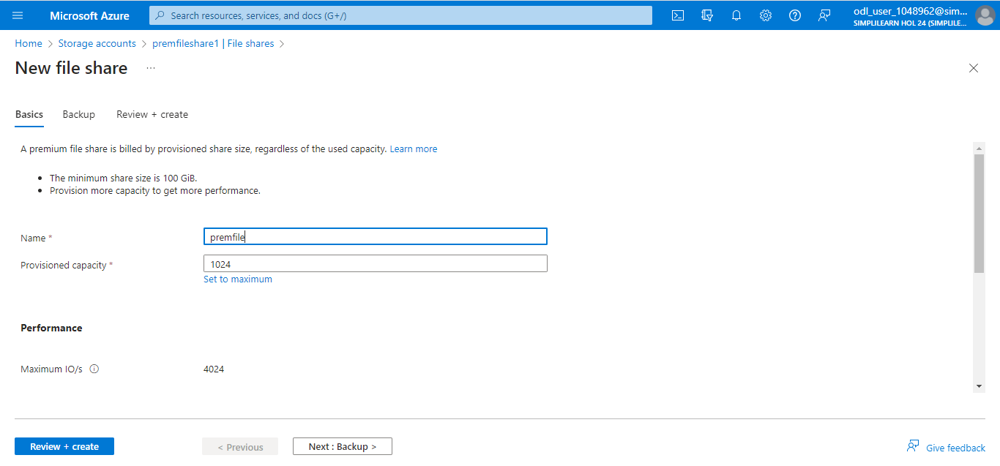 Microsoft Azure
Search resources, services, and docs (G+/)
odl_user_1048962@sim...
SIMPLILEARN HOL 24 (SIMPLILE...
Home > Storage accounts > premfileshare1 | File shares >
New file share ...
Basics Backup Review + create
A premium file share is billed by provisioned share size, regardless of the used capacity. Learn more
• The minimum share size is 100 GiB.
• Provision more capacity to get more performance.
Name * premfile
Provisioned capacity * 1024
Set to maximum
Performance
Maximum IO/s 4024
Review + create < Previous Next : Backup > Give feedback